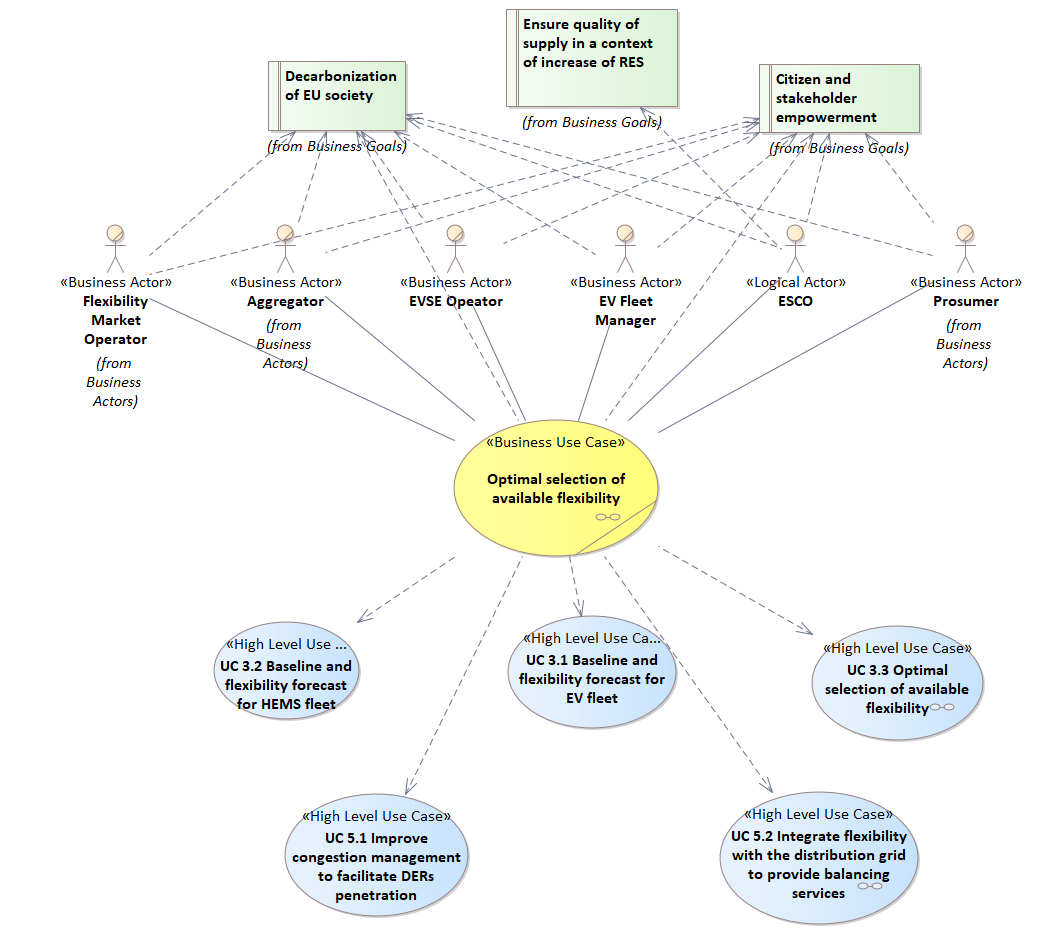 Ensure quality of
supply in a context
of increase of RES
(from Business Goals)
Decarbonization
of EU society
(from Business Goals)
Citizen and
stakeholder
empowerment
(from Business Goals)
«Business Actor»
Flexibility
Market
Operator
(from
Business
Actors)
«Business Actor»
Aggregator
(from
Business
Actors)
«Business Actor»
EVSE Opeator
«Business Actor»
EV Fleet
Manager
«Logical Actor»
ESCO
«Business Actor»
Prosumer
(from
Business
Actors)
«Business Use Case»
Optimal selection of
available flexibility
«High Level Use ...
UC 3.2 Baseline and
flexibility forecast
for HEMS fleet
«High Level Use Ca...
UC 3.1 Baseline and
flexibility forecast for
EV fleet
«High Level Use Case»
UC 3.3 Optimal
selection of available
flexibility
«High Level Use Case»
UC 5.1 Improve
congestion management
to facilitate DERs
penetration
«High Level Use Case»
UC 5.2 Integrate flexibility
with the distribution grid
to provide balancing
services